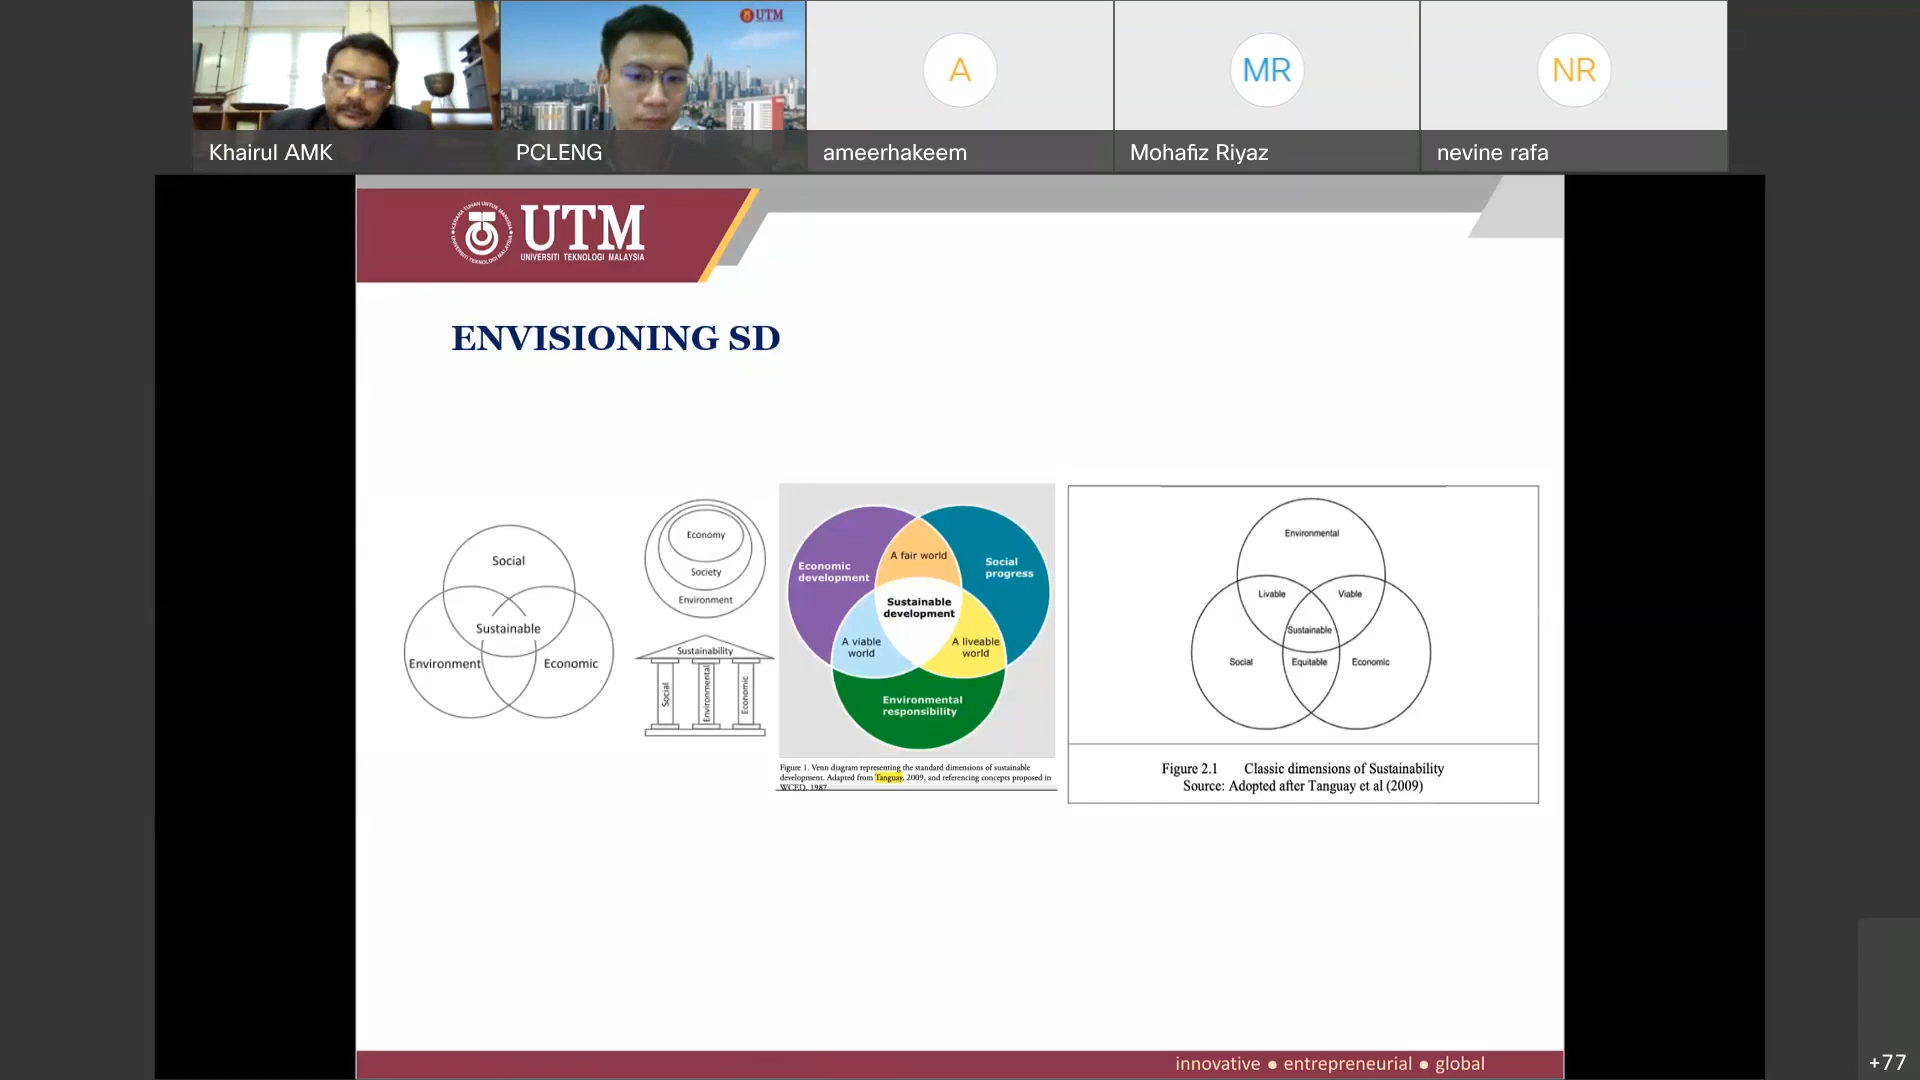 UTM
A
MR
NR
Khairul AMK
PCLENG
ameerhakeem
Mohafiz Riyaz
nevine rafa
UTM
UNIVERSITI TEKNOLOGI MALAYSIA
ENVISIONING SD
Social
Sustainable
Environment
Economic
Economy
Society
Environment
Sustainability
Social
Environmental
Economic
Economic
development
A fair world
Social
progress
Sustainable
development
A viable
world
A liveable
world
Environmental
responsibility
Figure 1. Venn diagram representing the standard dimensions of sustainable
development. Adapted from Tanguay, 2009, and referencing concepts proposed in
WCED, 1987.
Environmental
Livable
Viable
Sustainable
Social
Equitable
Economic
Figure 2.1 Classic dimensions of Sustainability
Source: Adopted after Tanguay et al (2009)
innovative ● entrepreneurial ● global
+77